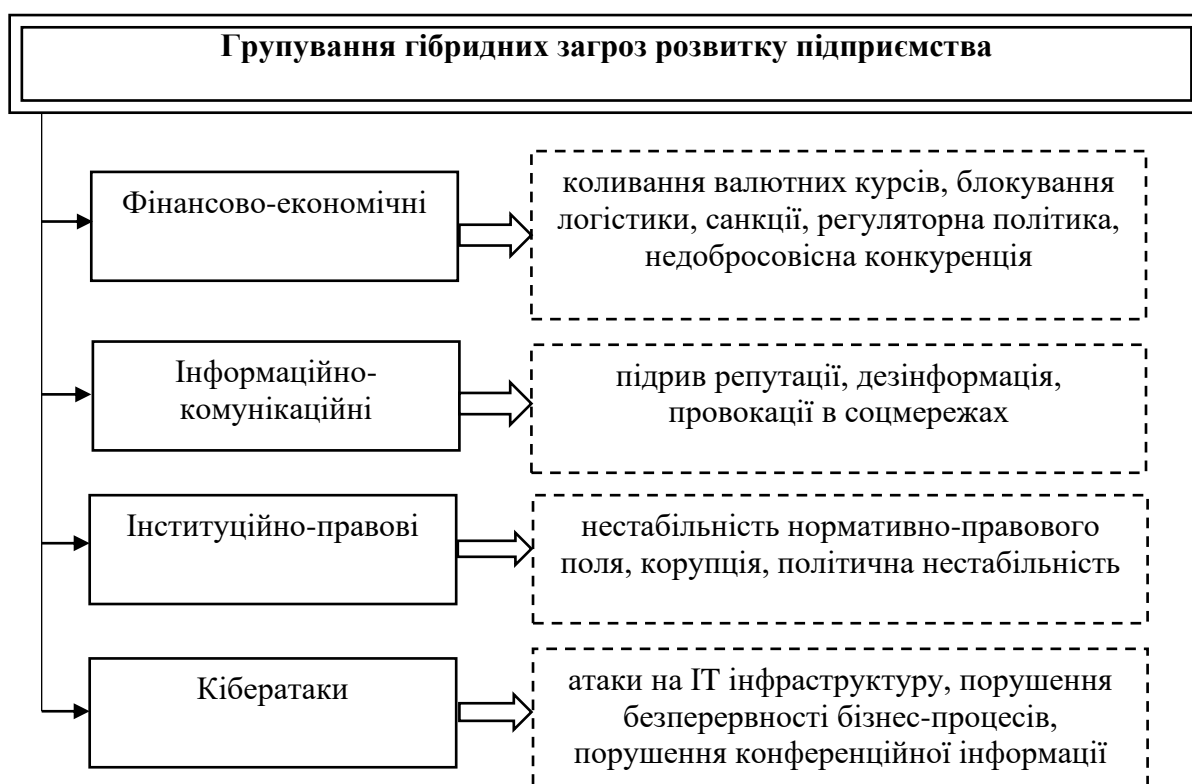 Групування гібридних загроз розвитку підприємства
Фінансово-економічні
коливання валютних курсів, блокування
логістики, санкції, регуляторна політика,
недобросовісна конкуренція
Інформаційно-
комунікаційні
підрив репутації, дезінформація,
провокації в соцмережах
Інституційно-правові
нестабільність нормативно-правового
поля, корупція, політична нестабільність
Кібератаки
атаки на ІТ інфраструктуру, порушення
безперервності бізнес-процесів,
порушення конференційної інформації